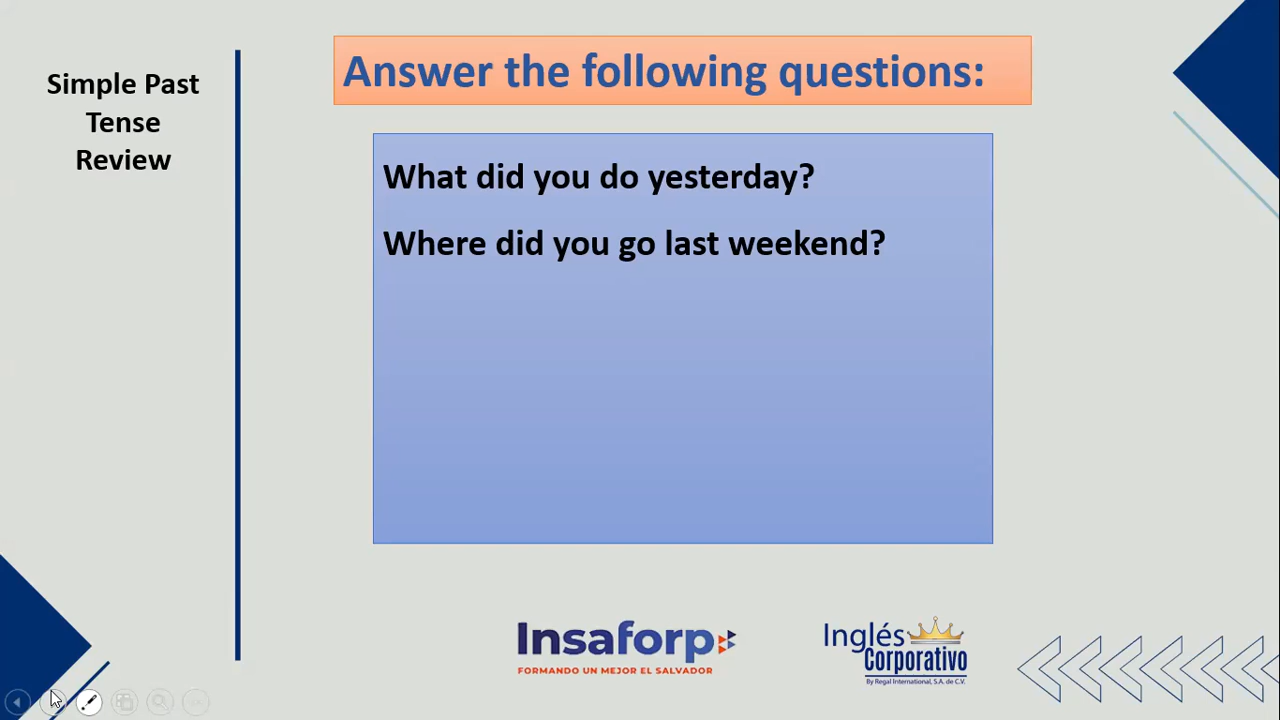 Simple Past
Tense
Review
Answer the following questions:
What did you do yesterday?
Where did you go last weekend?
Insaforp
FORMANDO UN MEJOR EL SALVADOR
Inglés
Corporativo
By Regal International, S.A. de C.V.